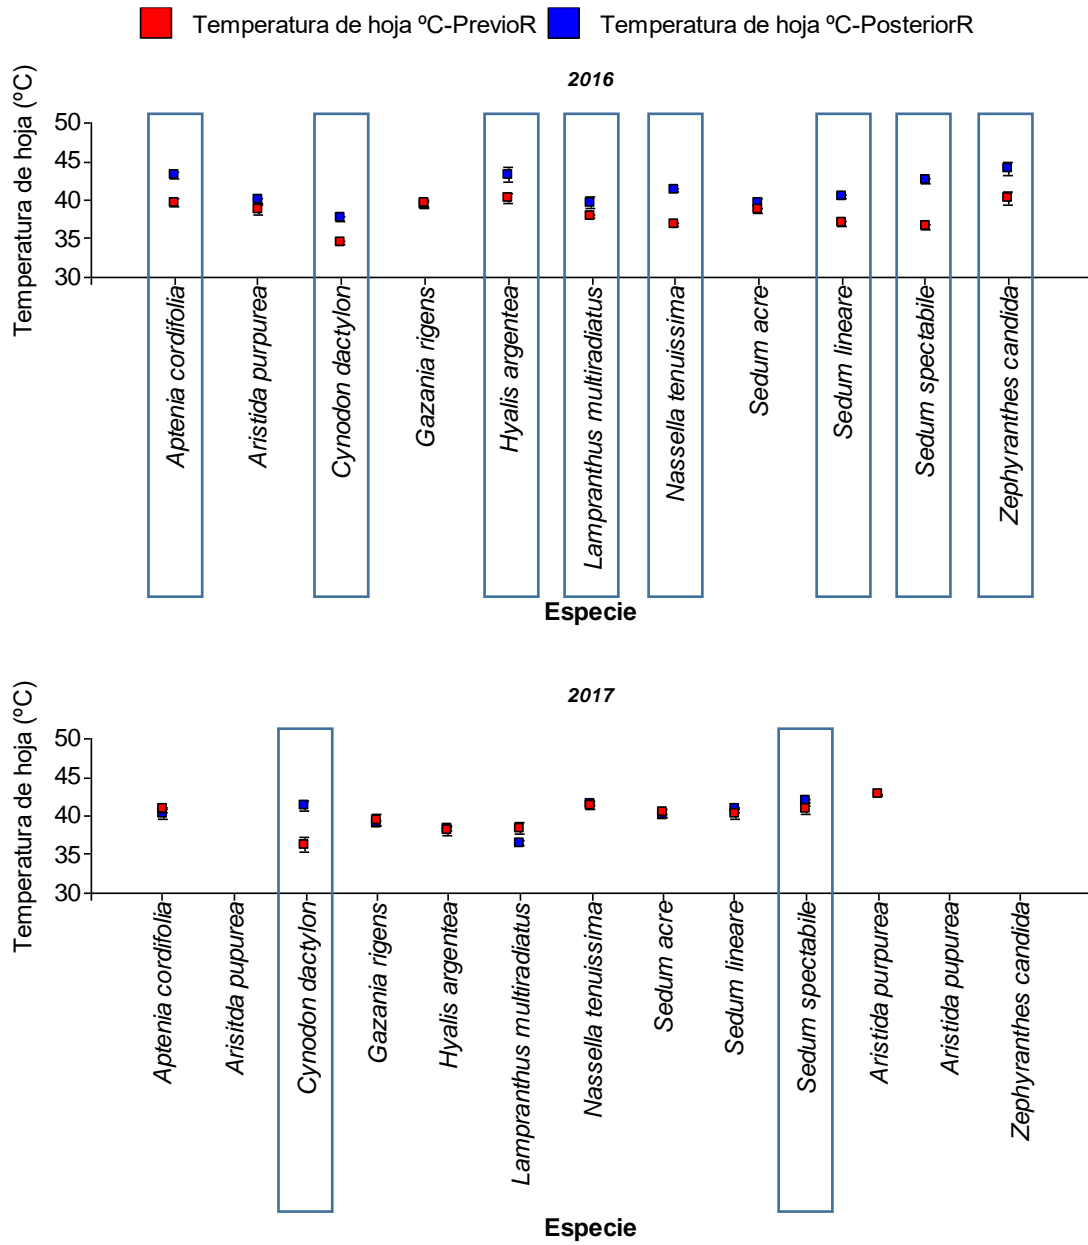 Temperatura de hoja ºC-PrevioR Temperatura de hoja ºC-PosteriorR
2016
Temperatura de hoja (ºC)
50
45
40
35
30
Aptenia cordifolia
Aristida purpurea
Cynodon dactylon
Gazania rigens
Hyalis argentea
Lampranthus multiradiatus
Nassella tenuissima
Sedum acre
Sedum lineare
Sedum spectabile
Zephyranthes candida
Especie
2017
Temperatura de hoja (ºC)
50
45
40
35
30
Aptenia cordifolia
Arisitda pupurea
Cynodon dactylon
Gazania rigens
Hyalis argentea
Lampranthus multiradiatus
Nassella tenuissima
Sedum acre
Sedum lineare
Sedum spectabile
Aristida purpurea
Aristida pupurea
Zephyranthes candida
Especie